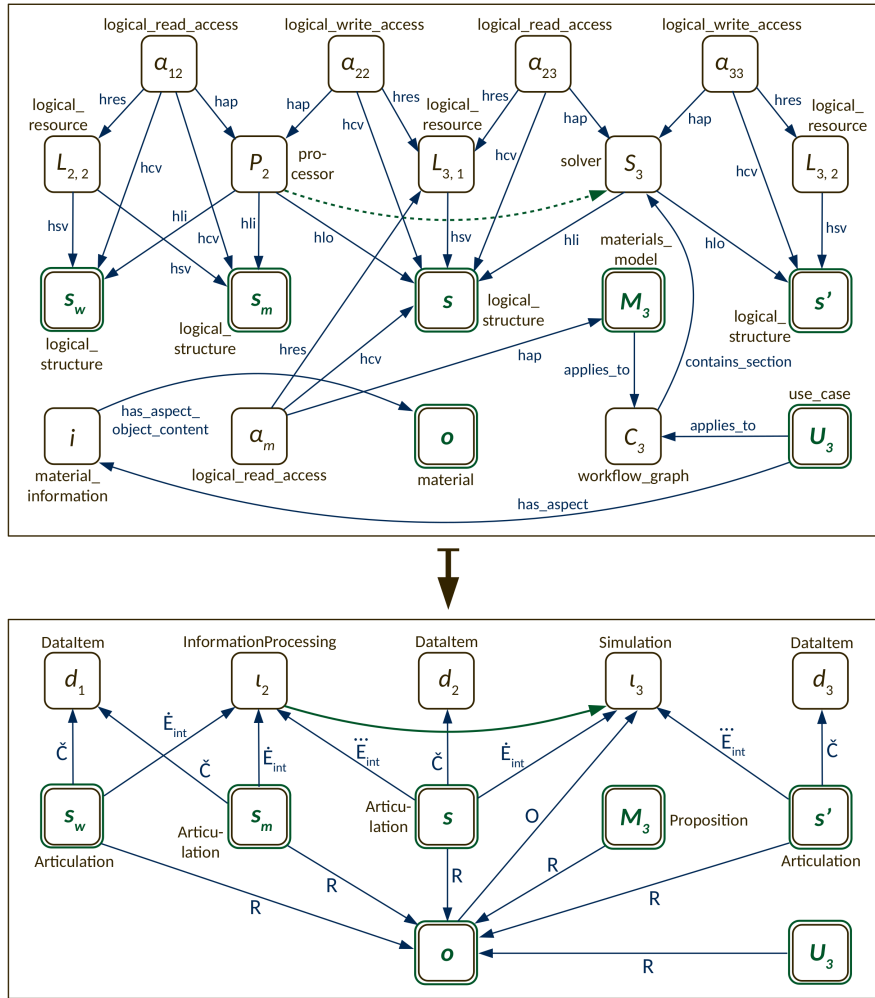 logical_read_access
logical_write_access
logical_read_access
logical_write_access
α12
α22
α23
α33
hres
hap
hap
hres
hres
hap
hap
hres
logical_
resource
logical_
resource
logical_
resource
hcv
hcv
hcv
hcv
L2, 2
P2
pro-
cessor
L3, 1
solver
S3
L3, 2
hsv
hli
hcv
hsv
hli
hlo
hsv
hli
hlo
hsv
materials_
model
sw
sm
s
M3
s’
logical_
structure
logical_
structure
logical_
structure
logical_
structure
hres
hcv
hap
applies_to
contains_section
has_aspect_
object_content
use_case
applies_to
i
αm
o
C3
U3
material_
information
logical_read_access
material
workflow_graph
has_aspect
DataItem
InformationProcessing
DataItem
Simulation
DataItem
d1
ι2
d2
ι3
d3
Č
Ėint
Č
Ėint
E⃛int
Č
Ėint
E⃛int
Č
O
sw
sm
s
M3
s’
Articulation
Articu-
lation
Articu-
lation
Proposition
Articulation
R
R
R
R
R
R
o
U3